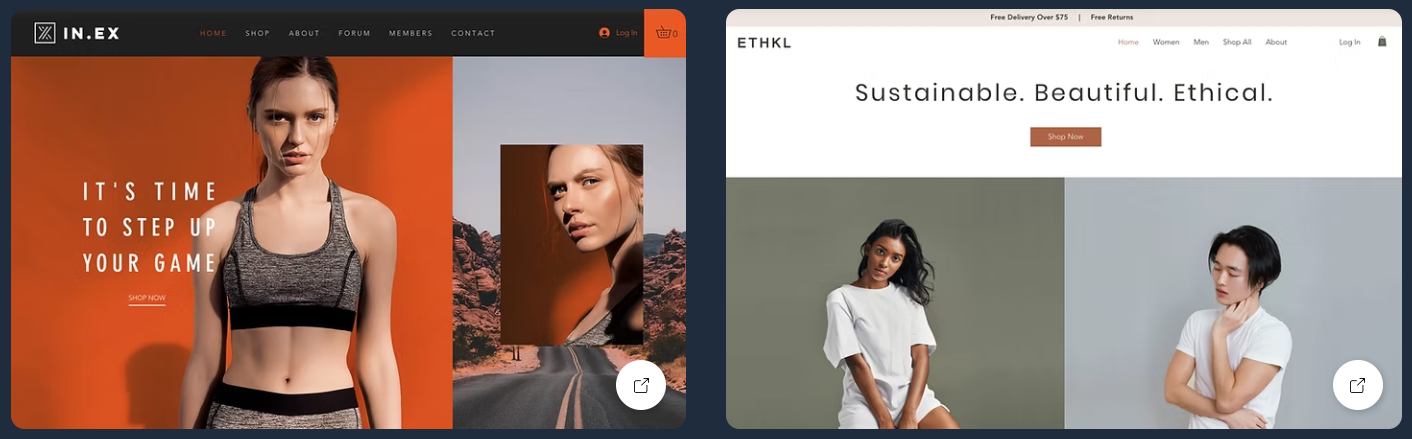 IN.EX
HOME SHOP ABOUT FORUM MEMBERS CONTACT
Log In
0
IT'S TIME
TO STEP UP
YOUR GAME
SHOP NOW
Free Delivery Over $75 | Free Returns
ETHKL
Home Women Men Shop All About
Log In
Sustainable. Beautiful. Ethical.
Shop Now